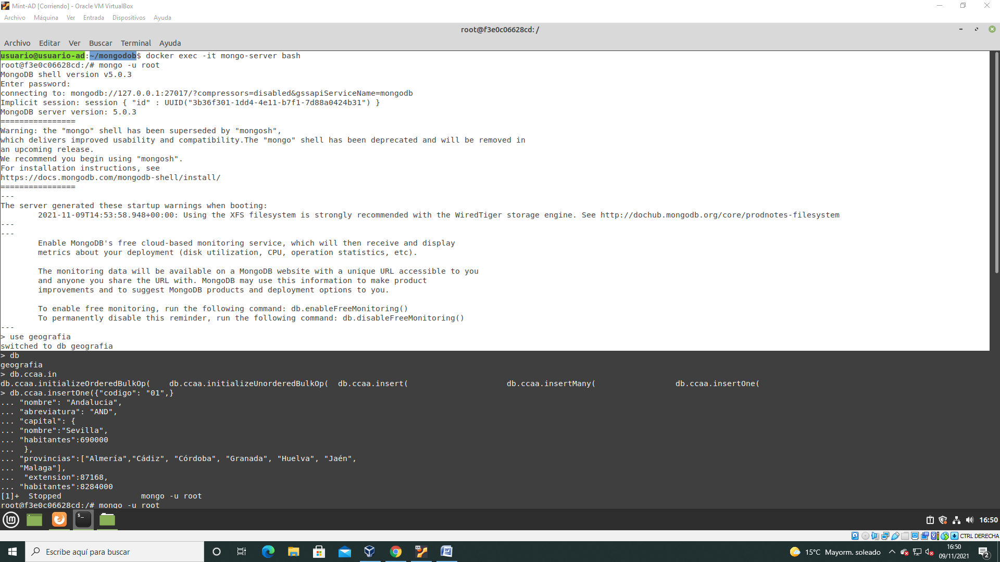 Mint-AD [Corriendo] - Oracle VM VirtualBox
Archivo Máquina Ver Entrada Dispositivos Ayuda
root@f3e0c06628cd: /
Archivo Editar Ver Buscar Terminal Ayuda
usuario@usuario-ad:~/mongodob$ docker exec -it mongo-server bash
root@f3e0c06628cd:/# mongo -u root
MongoDB shell version v5.0.3
Enter password:
connecting to: mongodb://127.0.0.1:27017/?compressors=disabled&gssapiServiceName=mongodb
Implicit session: session { "id" : UUID("3b36f301-1dd4-4e11-b7f1-7d88a0424b31") }
MongoDB server version: 5.0.3
================
Warning: the "mongo" shell has been superseded by "mongosh",
which delivers improved usability and compatibility.The "mongo" shell has been deprecated and will be removed in
an upcoming release.
We recommend you begin using "mongosh".
For installation instructions, see
https://docs.mongodb.com/mongodb-shell/install/
================
---
The server generated these startup warnings when booting:
        2021-11-09T14:53:58.948+00:00: Using the XFS filesystem is strongly recommended with the WiredTiger storage engine. See http://dochub.mongodb.org/core/prodnotes-filesystem
---
---
        Enable MongoDB's free cloud-based monitoring service, which will then receive and display
        metrics about your deployment (disk utilization, CPU, operation statistics, etc).
        The monitoring data will be available on a MongoDB website with a unique URL accessible to you
        and anyone you share the URL with. MongoDB may use this information to make product
        improvements and to suggest MongoDB products and deployment options to you.
        To enable free monitoring, run the following command: db.enableFreeMonitoring()
        To permanently disable this reminder, run the following command: db.disableFreeMonitoring()
---
> use geografia
switched to db geografia
> db
geografia
> db.ccaa.in
db.ccaa.initializeOrderedBulkOp(    db.ccaa.initializeUnorderedBulkOp(  db.ccaa.insert(                     db.ccaa.insertMany(                 db.ccaa.insertOne(
> db.ccaa.insertOne({"codigo": "01",}
... "nombre": "Andalucia",
... "abreviatura": "AND",
... "capital": {
... "nombre":"Sevilla",
... "habitantes":690000
...  },
... "provincias":["Almería","Cádiz", "Córdoba", "Granada", "Huelva", "Jaén",
... "Malaga"],
...  "extension":87168,
... "habitantes":8284000
[1]+  Stopped                 mongo -u root
root@f3e0c06628cd:/# mongo -u root
16:50
CTRL DERECHA
Escribe aquí para buscar
15°C Mayorm. soleado
16:50
09/11/2021
2